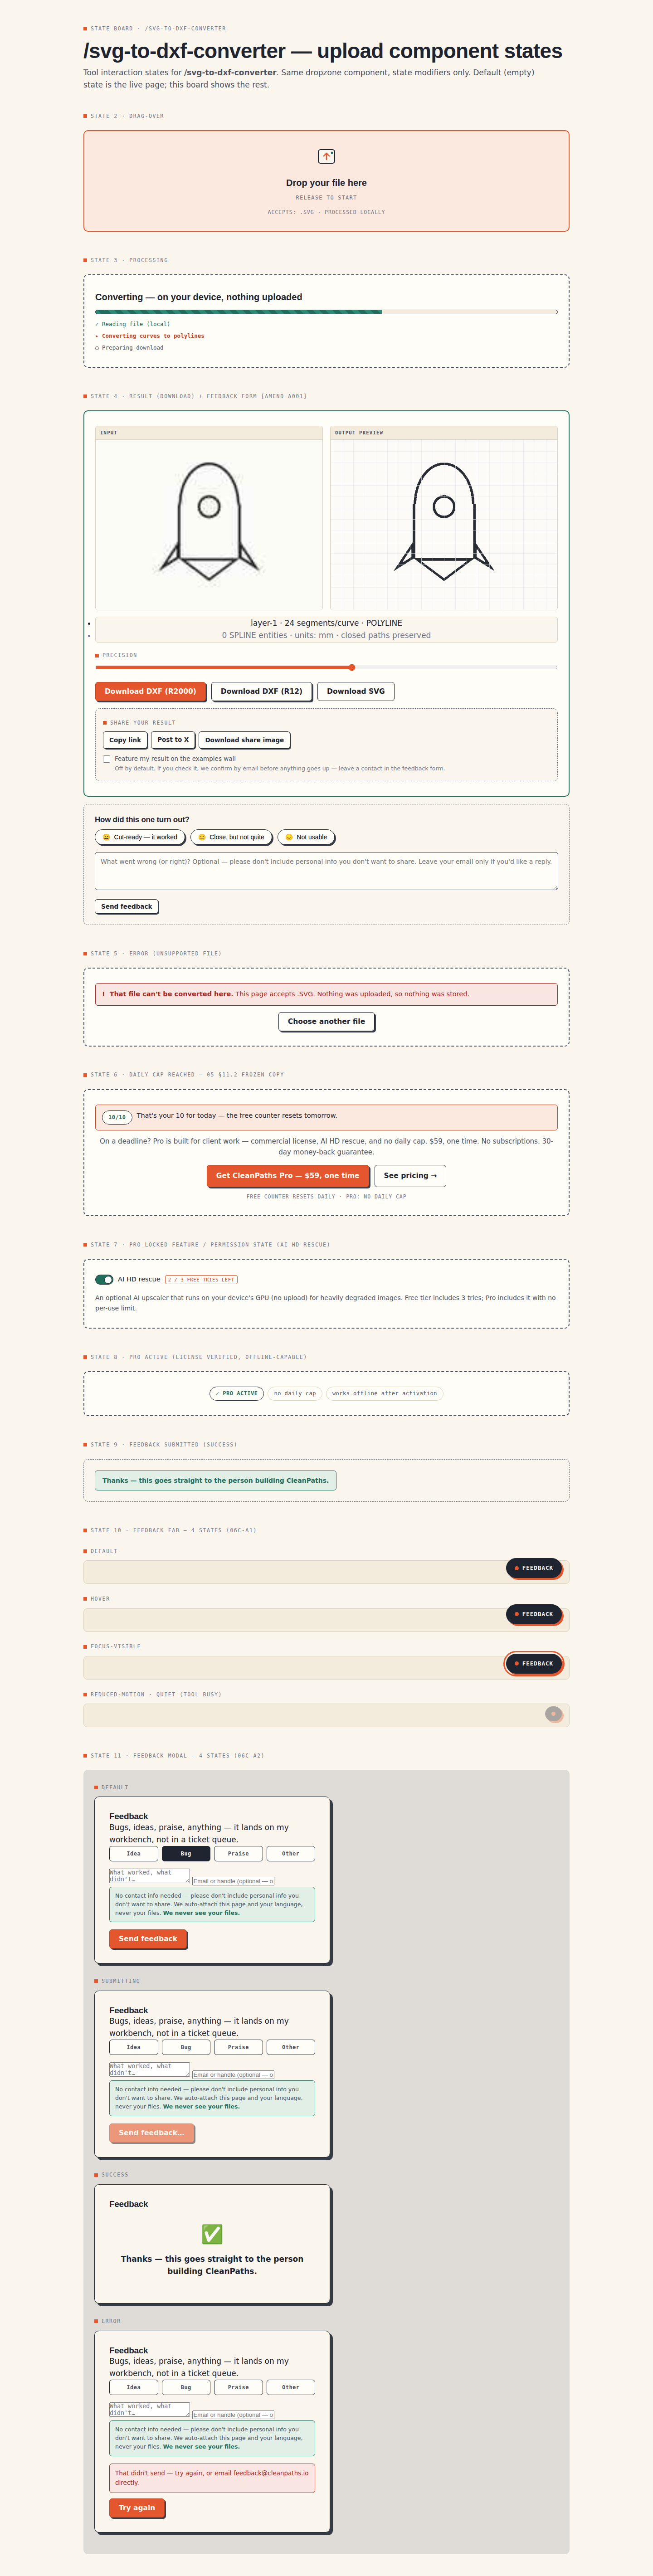 STATE BOARD · /SVG-TO-DXF-CONVERTER
/svg-to-dxf-converter — upload component states
Tool interaction states for /svg-to-dxf-converter. Same dropzone component, state modifiers only. Default (empty)
state is the live page; this board shows the rest.
STATE 2 · DRAG-OVER
Drop your file here
RELEASE TO START
ACCEPTS: .SVG · PROCESSED LOCALLY
STATE 3 · PROCESSING
Converting — on your device, nothing uploaded
✓ Reading file (local)
▸ Converting curves to polylines
○ Preparing download
STATE 4 · RESULT (DOWNLOAD) + FEEDBACK FORM [AMEND A001]
INPUT
OUTPUT PREVIEW
layer-1 · 24 segments/curve · POLYLINE
0 SPLINE entities · units: mm · closed paths preserved
PRECISION
Download DXF (R2000)
Download DXF (R12)
Download SVG
SHARE YOUR RESULT
Copy link
Post to X
Download share image
Feature my result on the examples wall
Off by default. If you check it, we confirm by email before anything goes up — leave a contact in the feedback form.
How did this one turn out?
😀 Cut-ready — it worked
😐 Close, but not quite
😞 Not usable
What went wrong (or right)? Optional — please don't include personal info you don't want to share. Leave your email only if you'd like a reply.
Send feedback
STATE 5 · ERROR (UNSUPPORTED FILE)
! That file can't be converted here. This page accepts .SVG. Nothing was uploaded, so nothing was stored.
Choose another file
STATE 6 · DAILY CAP REACHED — 05 §11.2 FROZEN COPY
10/10 That's your 10 for today — the free counter resets tomorrow.
On a deadline? Pro is built for client work — commercial license, AI HD rescue, and no daily cap. $59, one time. No subscriptions. 30-
day money-back guarantee.
Get CleanPaths Pro — $59, one time
See pricing →
FREE COUNTER RESETS DAILY · PRO: NO DAILY CAP
STATE 7 · PRO-LOCKED FEATURE / PERMISSION STATE (AI HD RESCUE)
AI HD rescue 2 / 3 FREE TRIES LEFT
An optional AI upscaler that runs on your device's GPU (no upload) for heavily degraded images. Free tier includes 3 tries; Pro includes it with no
per-use limit.
STATE 8 · PRO ACTIVE (LICENSE VERIFIED, OFFLINE-CAPABLE)
✓ PRO ACTIVE
no daily cap
works offline after activation
STATE 9 · FEEDBACK SUBMITTED (SUCCESS)
Thanks — this goes straight to the person building CleanPaths.
STATE 10 · FEEDBACK FAB — 4 STATES (06C-A1)
DEFAULT
FEEDBACK
HOVER
FEEDBACK
FOCUS-VISIBLE
FEEDBACK
REDUCED-MOTION · QUIET (TOOL BUSY)
STATE 11 · FEEDBACK MODAL — 4 STATES (06C-A2)
DEFAULT
Feedback
Bugs, ideas, praise, anything — it lands on my
workbench, not in a ticket queue.
Idea
Bug
Praise
Other
What worked, what
didn't…
Email or handle (optional — o
No contact info needed — please don't include personal info you
don't want to share. We auto-attach this page and your language,
never your files. We never see your files.
Send feedback
SUBMITTING
Feedback
Bugs, ideas, praise, anything — it lands on my
workbench, not in a ticket queue.
Idea
Bug
Praise
Other
What worked, what
didn't…
Email or handle (optional — o
No contact info needed — please don't include personal info you
don't want to share. We auto-attach this page and your language,
never your files. We never see your files.
Send feedback…
SUCCESS
Feedback
Thanks — this goes straight to the person
building CleanPaths.
ERROR
Feedback
Bugs, ideas, praise, anything — it lands on my
workbench, not in a ticket queue.
Idea
Bug
Praise
Other
What worked, what
didn't…
Email or handle (optional — o
No contact info needed — please don't include personal info you
don't want to share. We auto-attach this page and your language,
never your files. We never see your files.
That didn't send — try again, or email feedback@cleanpaths.io
directly.
Try again